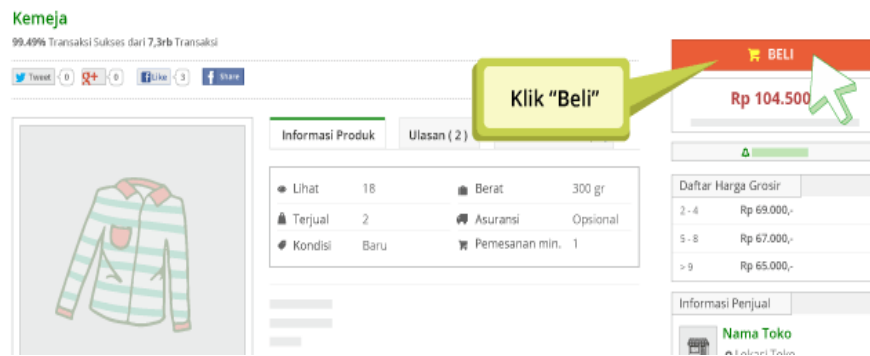 Kemeja
99.49% Transaksi Sukses dari 7,3rb Transaksi
Tweet 0 g+ 0 Like 3 Share
BELI
Klik “Beli”
Rp 104.500
Informasi Produk Ulasan ( 2 )
Lihat 18 Berat 300 gr
Terjual 2 Asuransi Opsional
Kondisi Baru Pemesanan min. 1
Daftar Harga Grosir
2 - 4 Rp 69.000,-
5 - 8 Rp 67.000,-
> 9 Rp 65.000,-
Informasi Penjual
Nama Toko
Lokasi Toko